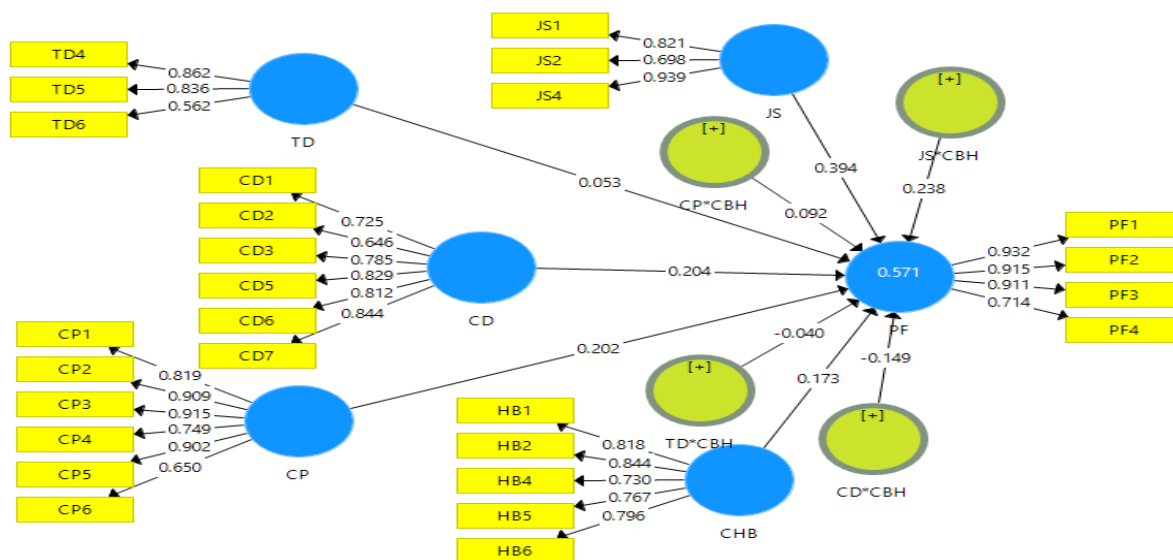 TD4
TD5
TD6
0.862
0.836
0.562
TD
JS1
JS2
JS4
0.821
0.698
0.939
JS
[+]
CP*CBH
[+]
JS*CBH
0.053
0.394
0.092
0.238
CD1
CD2
CD3
CD5
CD6
CD7
0.725
0.646
0.785
0.829
0.812
0.844
CD
0.204
0.571
PF
0.932
0.915
0.911
0.714
PF1
PF2
PF3
PF4
CP1
CP2
CP3
CP4
CP5
CP6
0.819
0.909
0.915
0.749
0.902
0.650
CP
0.202
-0.040
0.173
-0.149
[+]
TD*CBH
[+]
CD*CBH
HB1
HB2
HB4
HB5
HB6
0.818
0.844
0.730
0.767
0.796
CHB